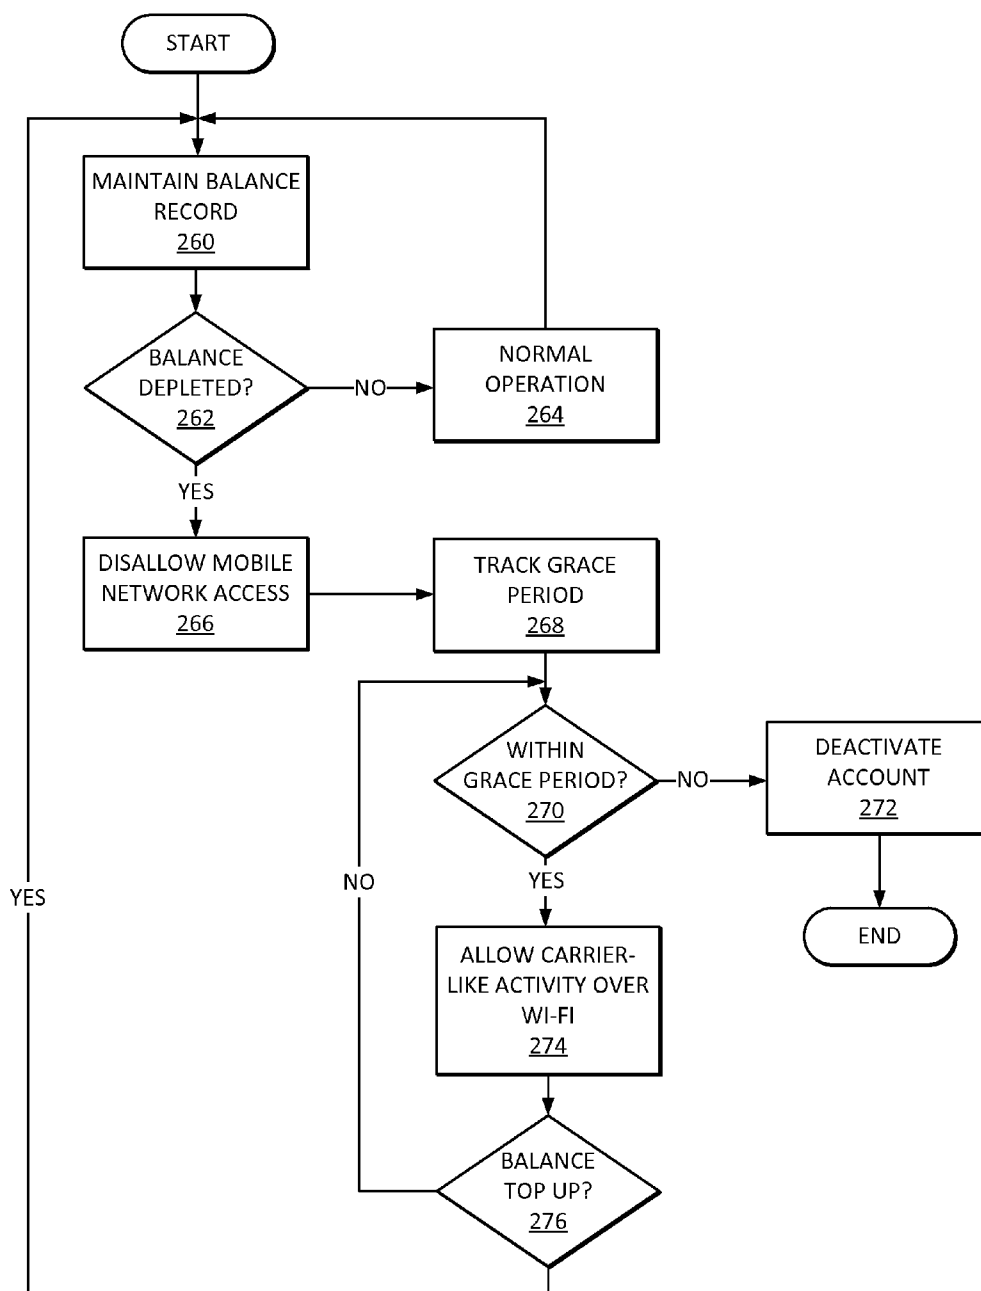 START
MAINTAIN BALANCE
RECORD
260
BALANCE
DEPLETED?
262
NO
NORMAL
OPERATION
264
YES
DISALLOW MOBILE
NETWORK ACCESS
266
TRACK GRACE
PERIOD
268
WITHIN
GRACE PERIOD?
270
NO
DEACTIVATE
ACCOUNT
272
END
YES
ALLOW CARRIER-
LIKE ACTIVITY OVER
WI-FI
274
BALANCE
TOP UP?
276
NO
YES